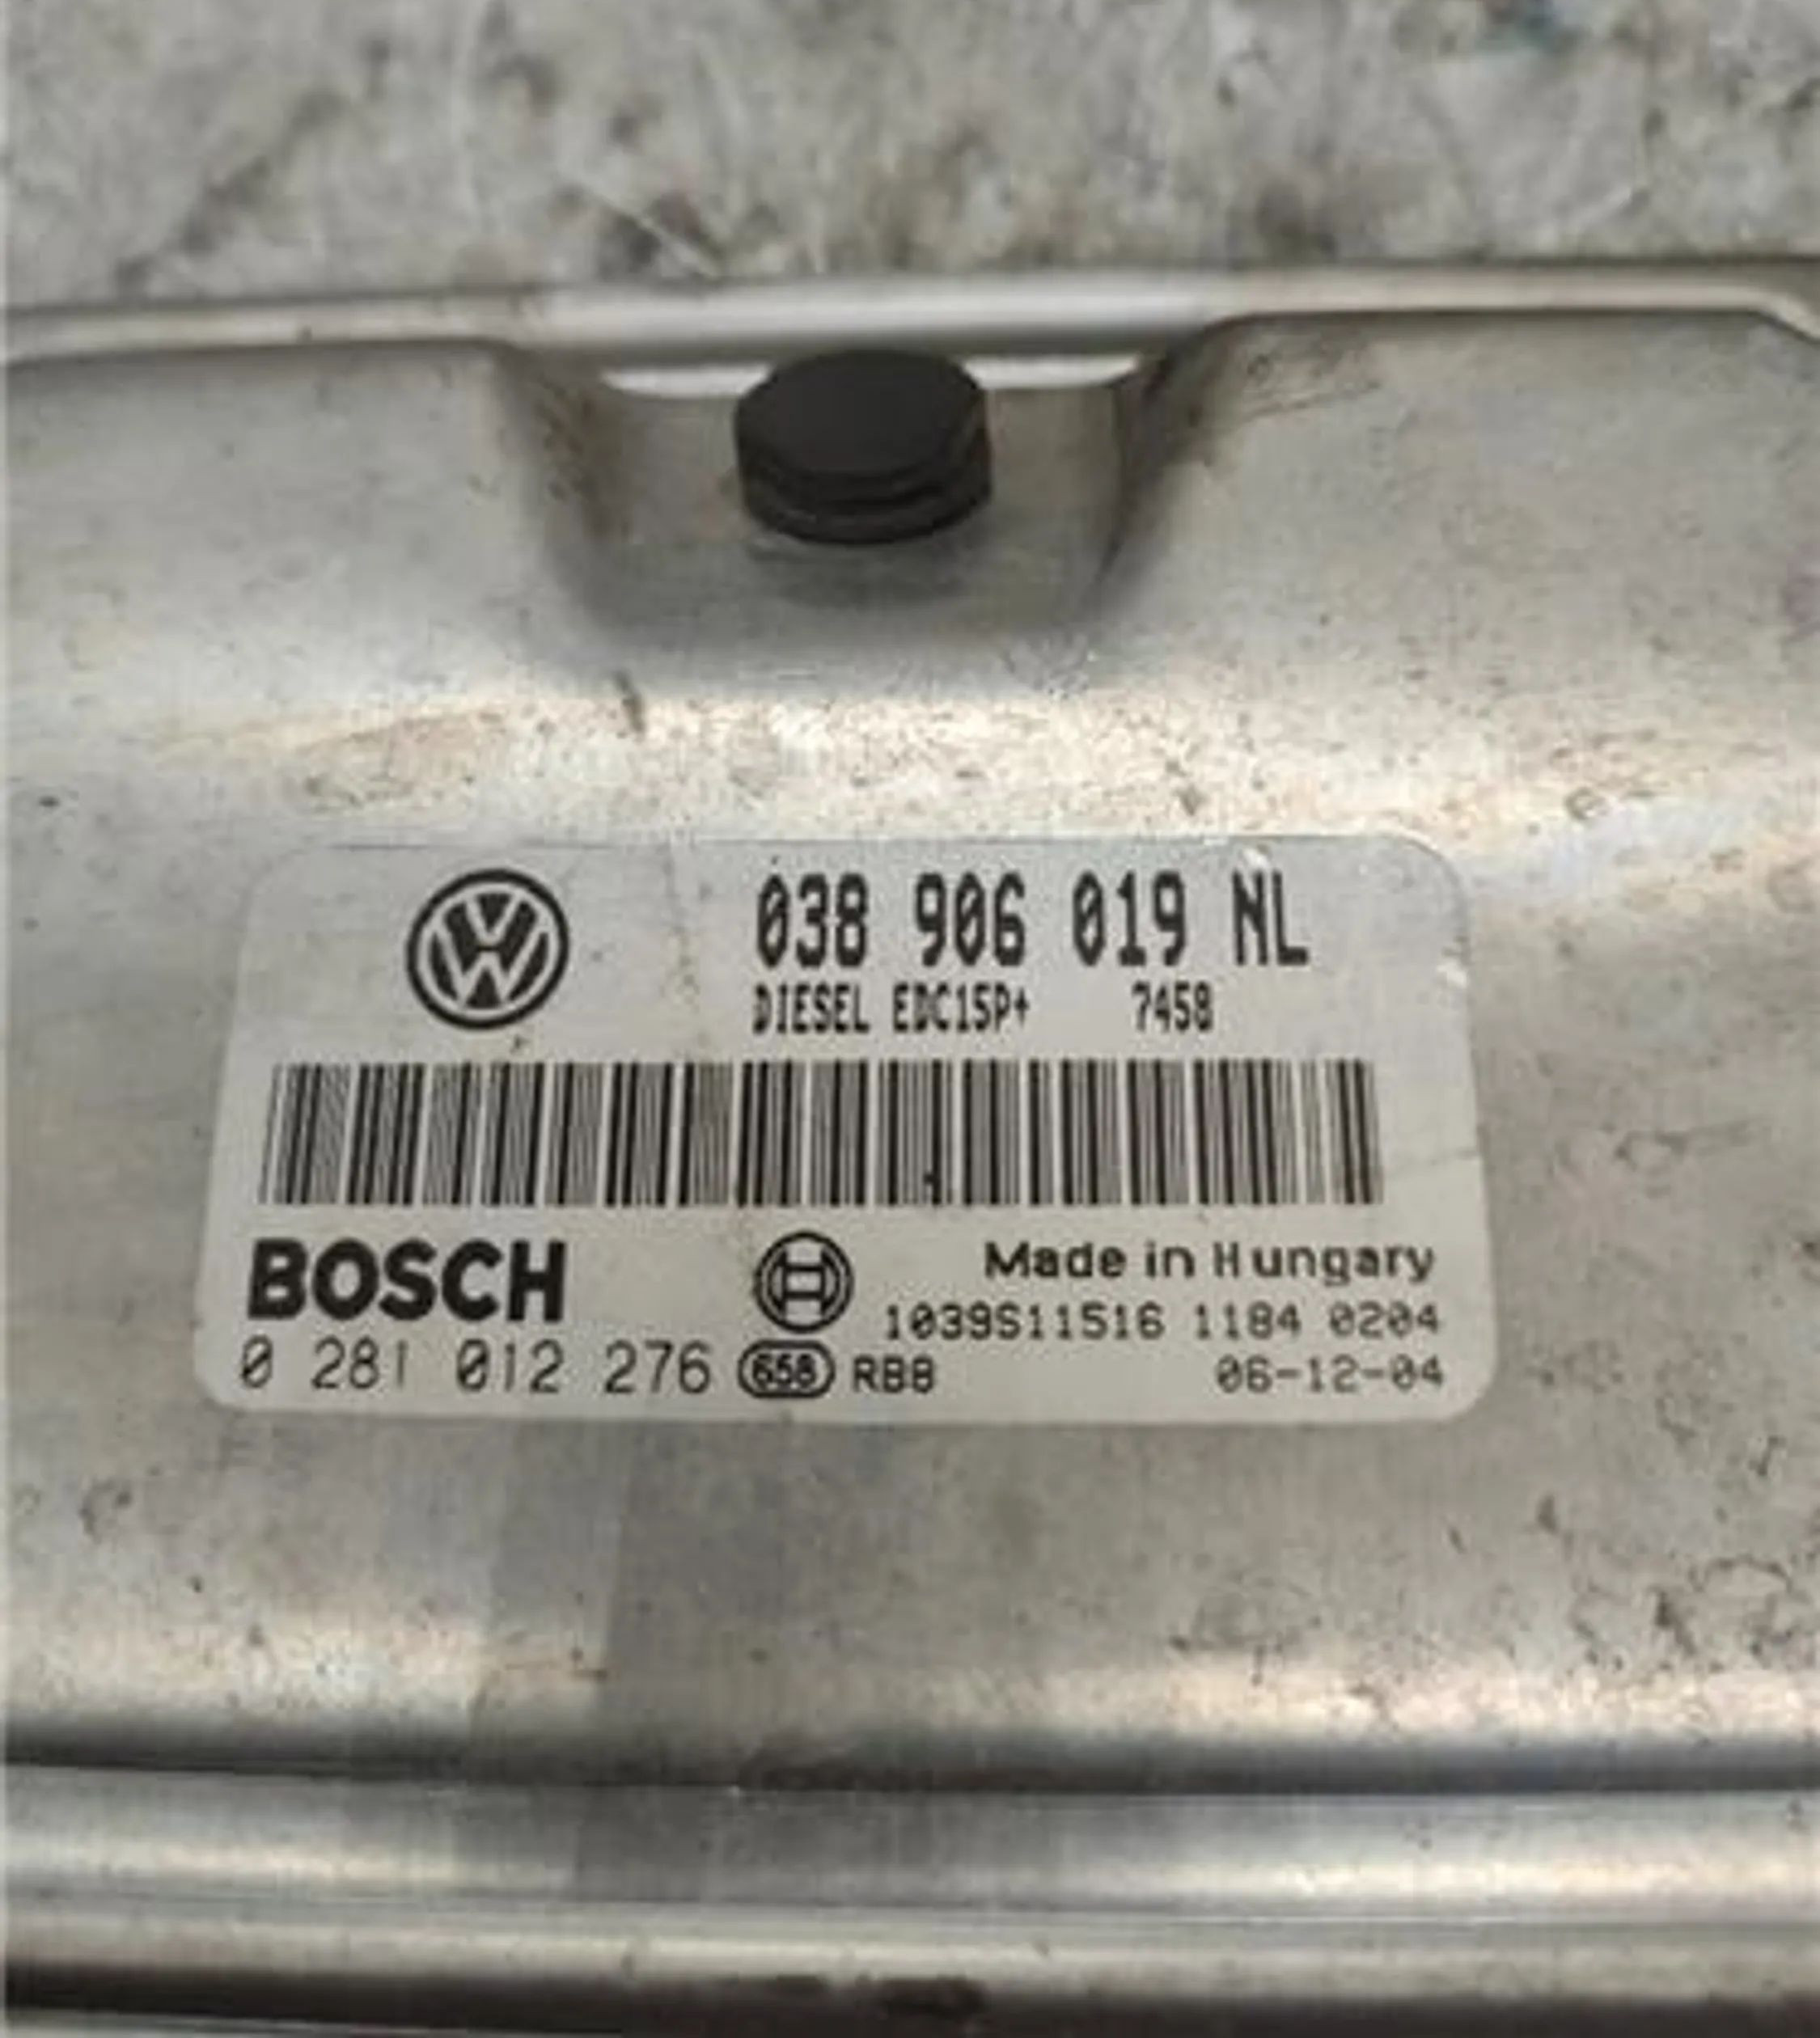 038 906 019 NL
DIESEL EDC15P+ 7458
BOSCH
Made in Hungary
1039S11516 1184 0204
0 281 012 276 658 RB8 06-12-04